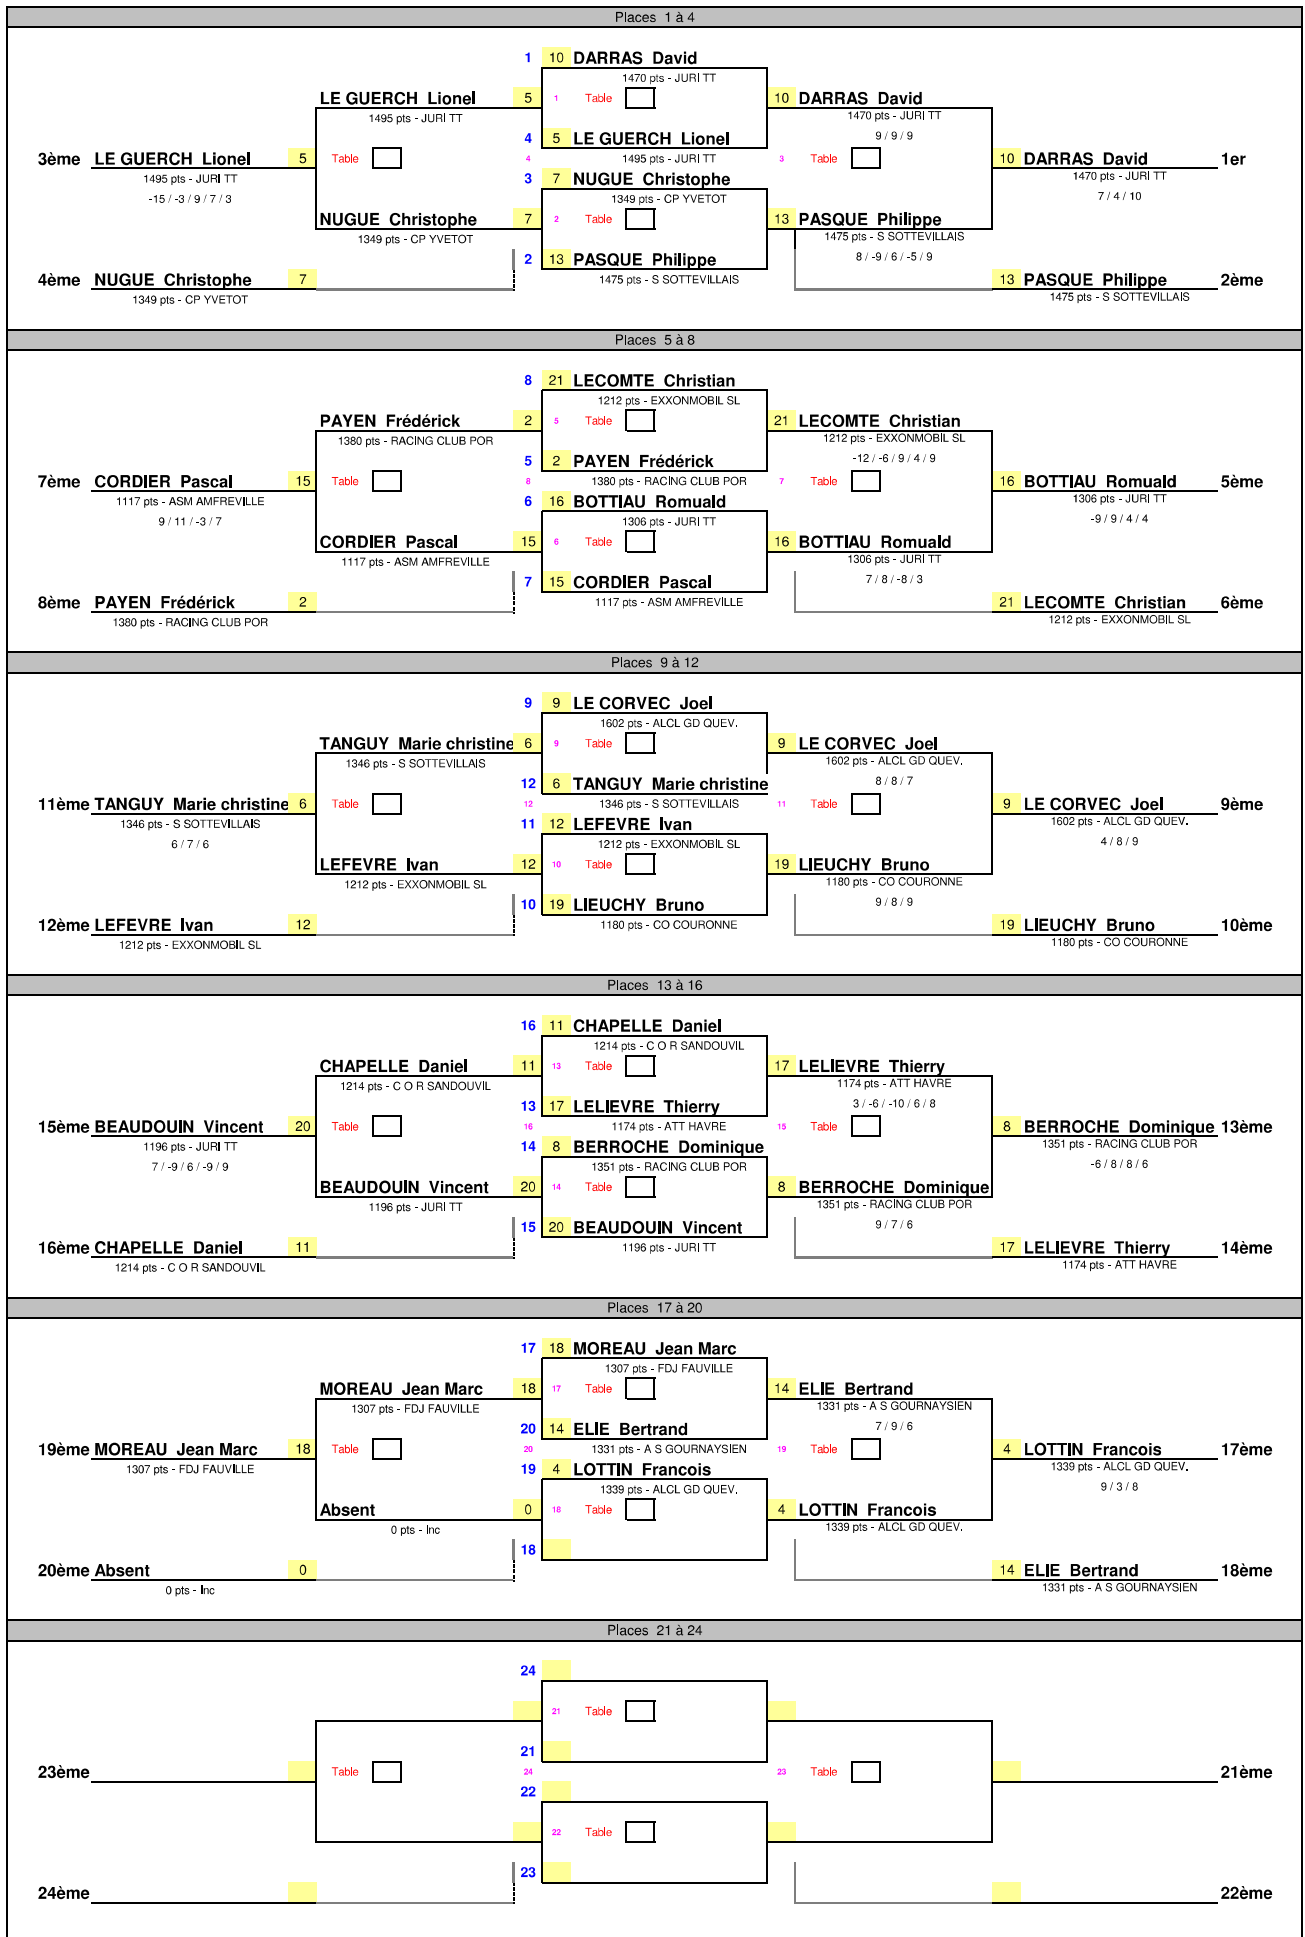 Places 1 à 4
1 10 DARRAS David
1470 pts - JURI TT
LE GUERCH Lionel 5 1 Table 10 DARRAS David
1495 pts - JURI TT 1470 pts - JURI TT
4 5 LE GUERCH Lionel 9 / 9 / 9
3ème LE GUERCH Lionel 5 Table 4 1495 pts - JURI TT 3 Table 10 DARRAS David 1er
1495 pts - JURI TT 3 7 NUGUE Christophe 1470 pts - JURI TT
-15 / -3 / 9 / 7 / 3 1349 pts - CP YVETOT 7 / 4 / 10
NUGUE Christophe 7 2 Table 13 PASQUE Philippe
1349 pts - CP YVETOT 1475 pts - S SOTTEVILLAIS
2 13 PASQUE Philippe 8 / -9 / 6 / -5 / 9
4ème NUGUE Christophe 7 1475 pts - S SOTTEVILLAIS 13 PASQUE Philippe 2ème
1349 pts - CP YVETOT 1475 pts - S SOTTEVILLAIS
Places 5 à 8
8 21 LECOMTE Christian
1212 pts - EXXONMOBIL SL
PAYEN Frédérick 2 5 Table 21 LECOMTE Christian
1380 pts - RACING CLUB POR 1212 pts - EXXONMOBIL SL
5 2 PAYEN Frédérick -12 / -6 / 9 / 4 / 9
7ème CORDIER Pascal 15 Table 8 1380 pts - RACING CLUB POR 7 Table 16 BOTTIAU Romuald 5ème
1117 pts - ASM AMFREVILLE 6 16 BOTTIAU Romuald 1306 pts - JURI TT
9 / 11 / -3 / 7 1306 pts - JURI TT -9 / 9 / 4 / 4
CORDIER Pascal 15 6 Table 16 BOTTIAU Romuald
1117 pts - ASM AMFREVILLE 1306 pts - JURI TT
7 15 CORDIER Pascal 7 / 8 / -8 / 3
8ème PAYEN Frédérick 2 1117 pts - ASM AMFREVILLE 21 LECOMTE Christian 6ème
1380 pts - RACING CLUB POR 1212 pts - EXXONMOBIL SL
Places 9 à 12
9 9 LE CORVEC Joel
1602 pts - ALCL GD QUEV.
TANGUY Marie christine 6 9 Table 9 LE CORVEC Joel
1346 pts - S SOTTEVILLAIS 1602 pts - ALCL GD QUEV.
12 6 TANGUY Marie christine 8 / 8 / 7
11ème TANGUY Marie christine 6 Table 12 1346 pts - S SOTTEVILLAIS 11 Table 9 LE CORVEC Joel 9ème
1346 pts - S SOTTEVILLAIS 11 12 LEFEVRE Ivan 1602 pts - ALCL GD QUEV.
6 / 7 / 6 1212 pts - EXXONMOBIL SL 4 / 8 / 9
LEFEVRE Ivan 12 10 Table 19 LIEUCHY Bruno
1212 pts - EXXONMOBIL SL 1180 pts - CO COURONNE
10 19 LIEUCHY Bruno 9 / 8 / 9
12ème LEFEVRE Ivan 12 1180 pts - CO COURONNE 19 LIEUCHY Bruno 10ème
1212 pts - EXXONMOBIL SL 1180 pts - CO COURONNE
Places 13 à 16
16 11 CHAPELLE Daniel
1214 pts - C O R SANDOUVIL
CHAPELLE Daniel 11 13 Table 17 LELIEVRE Thierry
1214 pts - C O R SANDOUVIL 1174 pts - ATT HAVRE
13 17 LELIEVRE Thierry 3 / -6 / -10 / 6 / 8
15ème BEAUDOUIN Vincent 20 Table 16 1174 pts - ATT HAVRE 15 Table 8 BERROCHE Dominique 13ème
1196 pts - JURI TT 14 8 BERROCHE Dominique 1351 pts - RACING CLUB POR
7 / -9 / 6 / -9 / 9 1351 pts - RACING CLUB POR -6 / 8 / 8 / 6
BEAUDOUIN Vincent 20 14 Table 8 BERROCHE Dominique
1196 pts - JURI TT 1351 pts - RACING CLUB POR
15 20 BEAUDOUIN Vincent 9 / 7 / 6
16ème CHAPELLE Daniel 11 1196 pts - JURI TT 17 LELIEVRE Thierry 14ème
1214 pts - C O R SANDOUVIL 1174 pts - ATT HAVRE
Places 17 à 20
17 18 MOREAU Jean Marc
1307 pts - FDJ FAUVILLE
MOREAU Jean Marc 18 17 Table 14 ELIE Bertrand
1307 pts - FDJ FAUVILLE 1331 pts - A S GOURNAYSIEN
20 14 ELIE Bertrand 7 / 9 / 6
19ème MOREAU Jean Marc 18 Table 20 1331 pts - A S GOURNAYSIEN 19 Table 4 LOTTIN Francois 17ème
1307 pts - FDJ FAUVILLE 19 4 LOTTIN Francois 1339 pts - ALCL GD QUEV.
1339 pts - ALCL GD QUEV. 9 / 3 / 8
Absent 0 18 Table 4 LOTTIN Francois
0 pts - Inc 1339 pts - ALCL GD QUEV.
18
20ème Absent 0 14 ELIE Bertrand 18ème
0 pts - Inc 1331 pts - A S GOURNAYSIEN
Places 21 à 24
24
21 Table
21
23ème Table 24 23 Table 21ème
22
22 Table
23
24ème 22ème